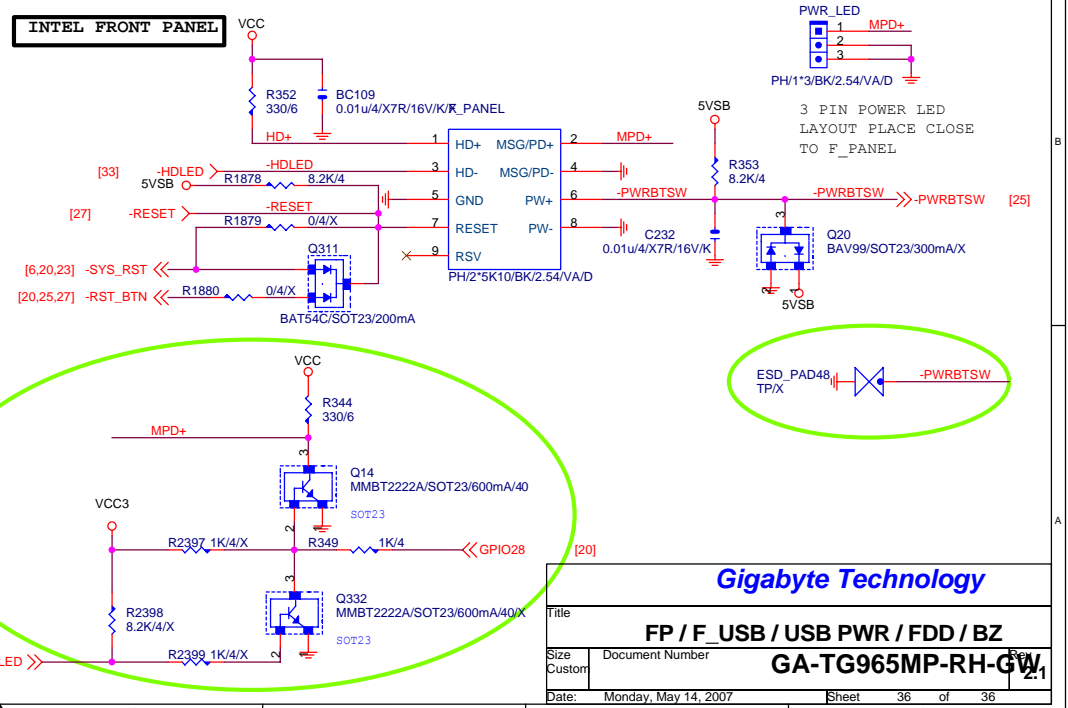 INTEL FRONT PANEL
VCC
R352
330/6
BC109
0.01u/4/X7R/16V/K/X
F_PANEL
HD+
1
HD+
MSG/PD+
2
MPD+
[33]
-HDLED
-HDLED
3
HD-
MSG/PD-
4
5VSB
R1878
8.2K/4
5
GND
PW+
6
-PWRBTSW
[27]
-RESET
-RESET
R1879
0/4/X
7
RESET
PW-
8
9
RSV
PH/2*5K10/BK/2.54/VA/D
[6,20,23]
-SYS_RST
Q311
[20,25,27]
-RST_BTN
R1880
0/4/X
BAT54C/SOT23/200mA
PWR_LED
1
MPD+
2
3
PH/1*3/BK/2.54/VA/D
3 PIN POWER LED
LAYOUT PLACE CLOSE
TO F_PANEL
5VSB
R353
8.2K/4
-PWRBTSW
-PWRBTSW
[25]
C232
0.01u/4/X7R/16V/K
3
Q20
BAV99/SOT23/300mA/X
2
1
5VSB
B
ESD_PAD48
TP/X
-PWRBTSW
VCC
R344
330/6
MPD+
3
Q14
MMBT2222A/SOT23/600mA/40
SOT23
2
1
VCC3
R2397
1K/4/X
R349
1K/4
GPIO28
[20]
3
Q332
MMBT2222A/SOT23/600mA/40/X
SOT23
2
1
R2398
8.2K/4/X
LED
R2399
1K/4/X
A
Gigabyte Technology
Title
FP / F_USB / USB PWR / FDD / BZ
Size
Custom
Document Number
GA-TG965MP-RH-GW
Rev
2.1
Date:
Monday, May 14, 2007
Sheet
36
of
36